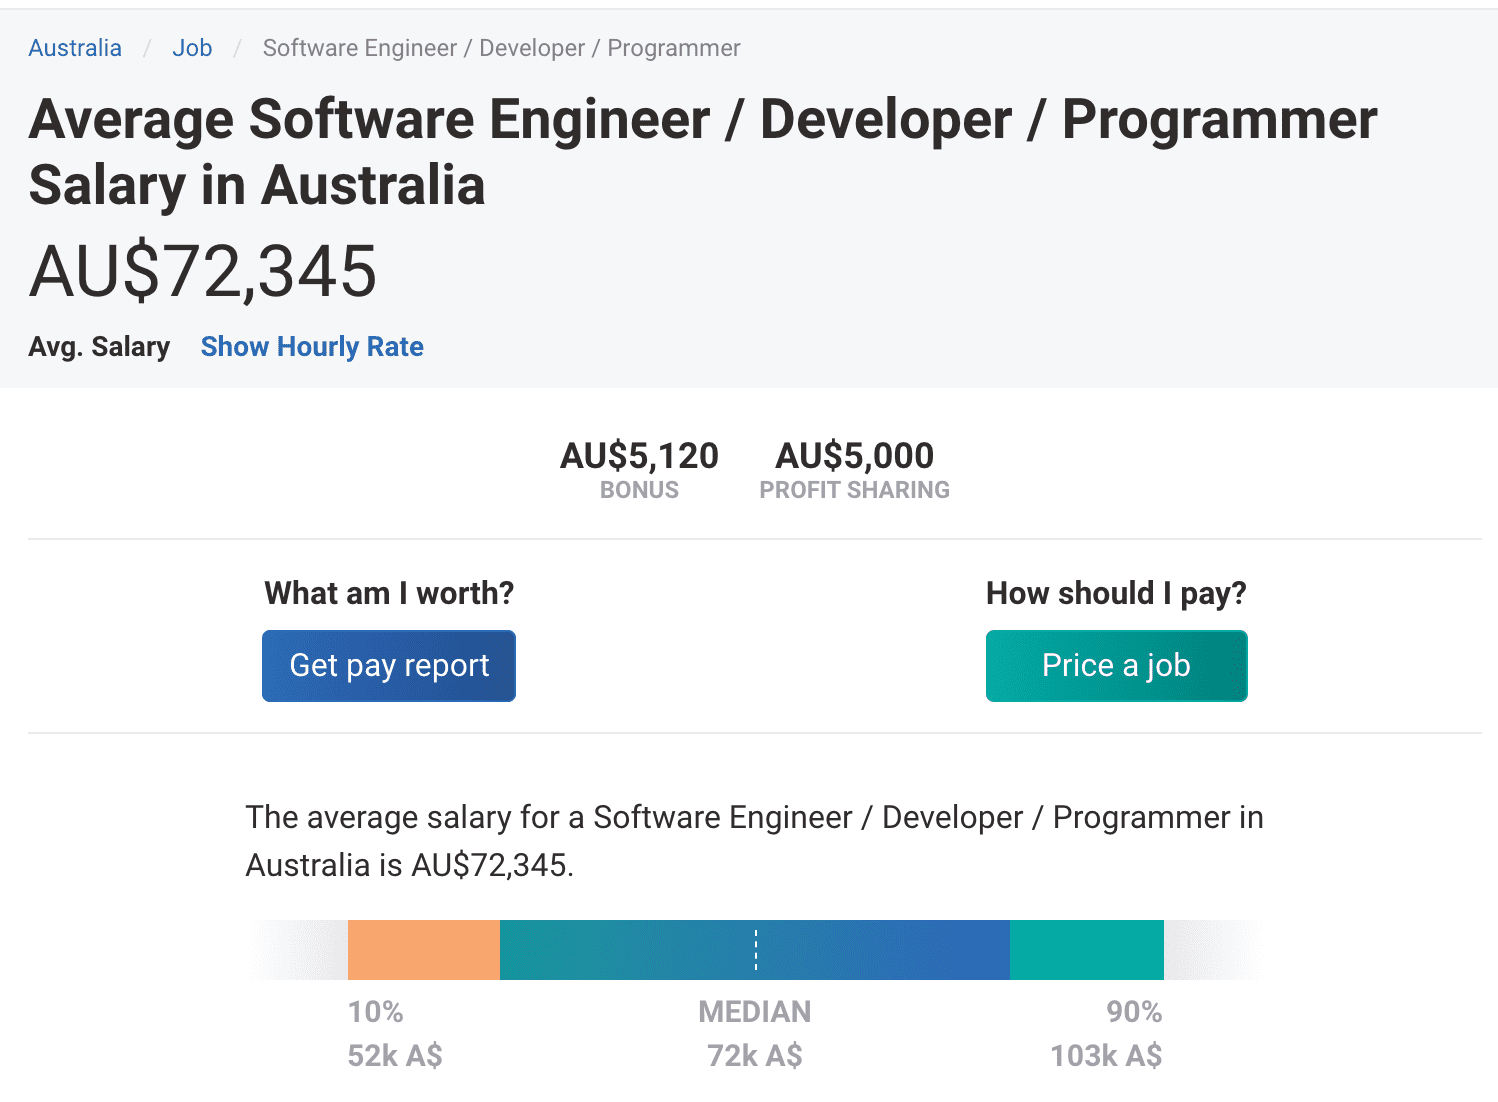 Australia / Job / Software Engineer / Developer / Programmer
Average Software Engineer / Developer / Programmer
Salary in Australia
AU$72,345
Avg. Salary Show Hourly Rate
AU$5,120 AU$5,000
BONUS PROFIT SHARING
What am I worth? How should I pay?
Get pay report Price a job
The average salary for a Software Engineer / Developer / Programmer in
Australia is AU$72,345.
10% MEDIAN 90%
52k A$ 72k A$ 103k A$